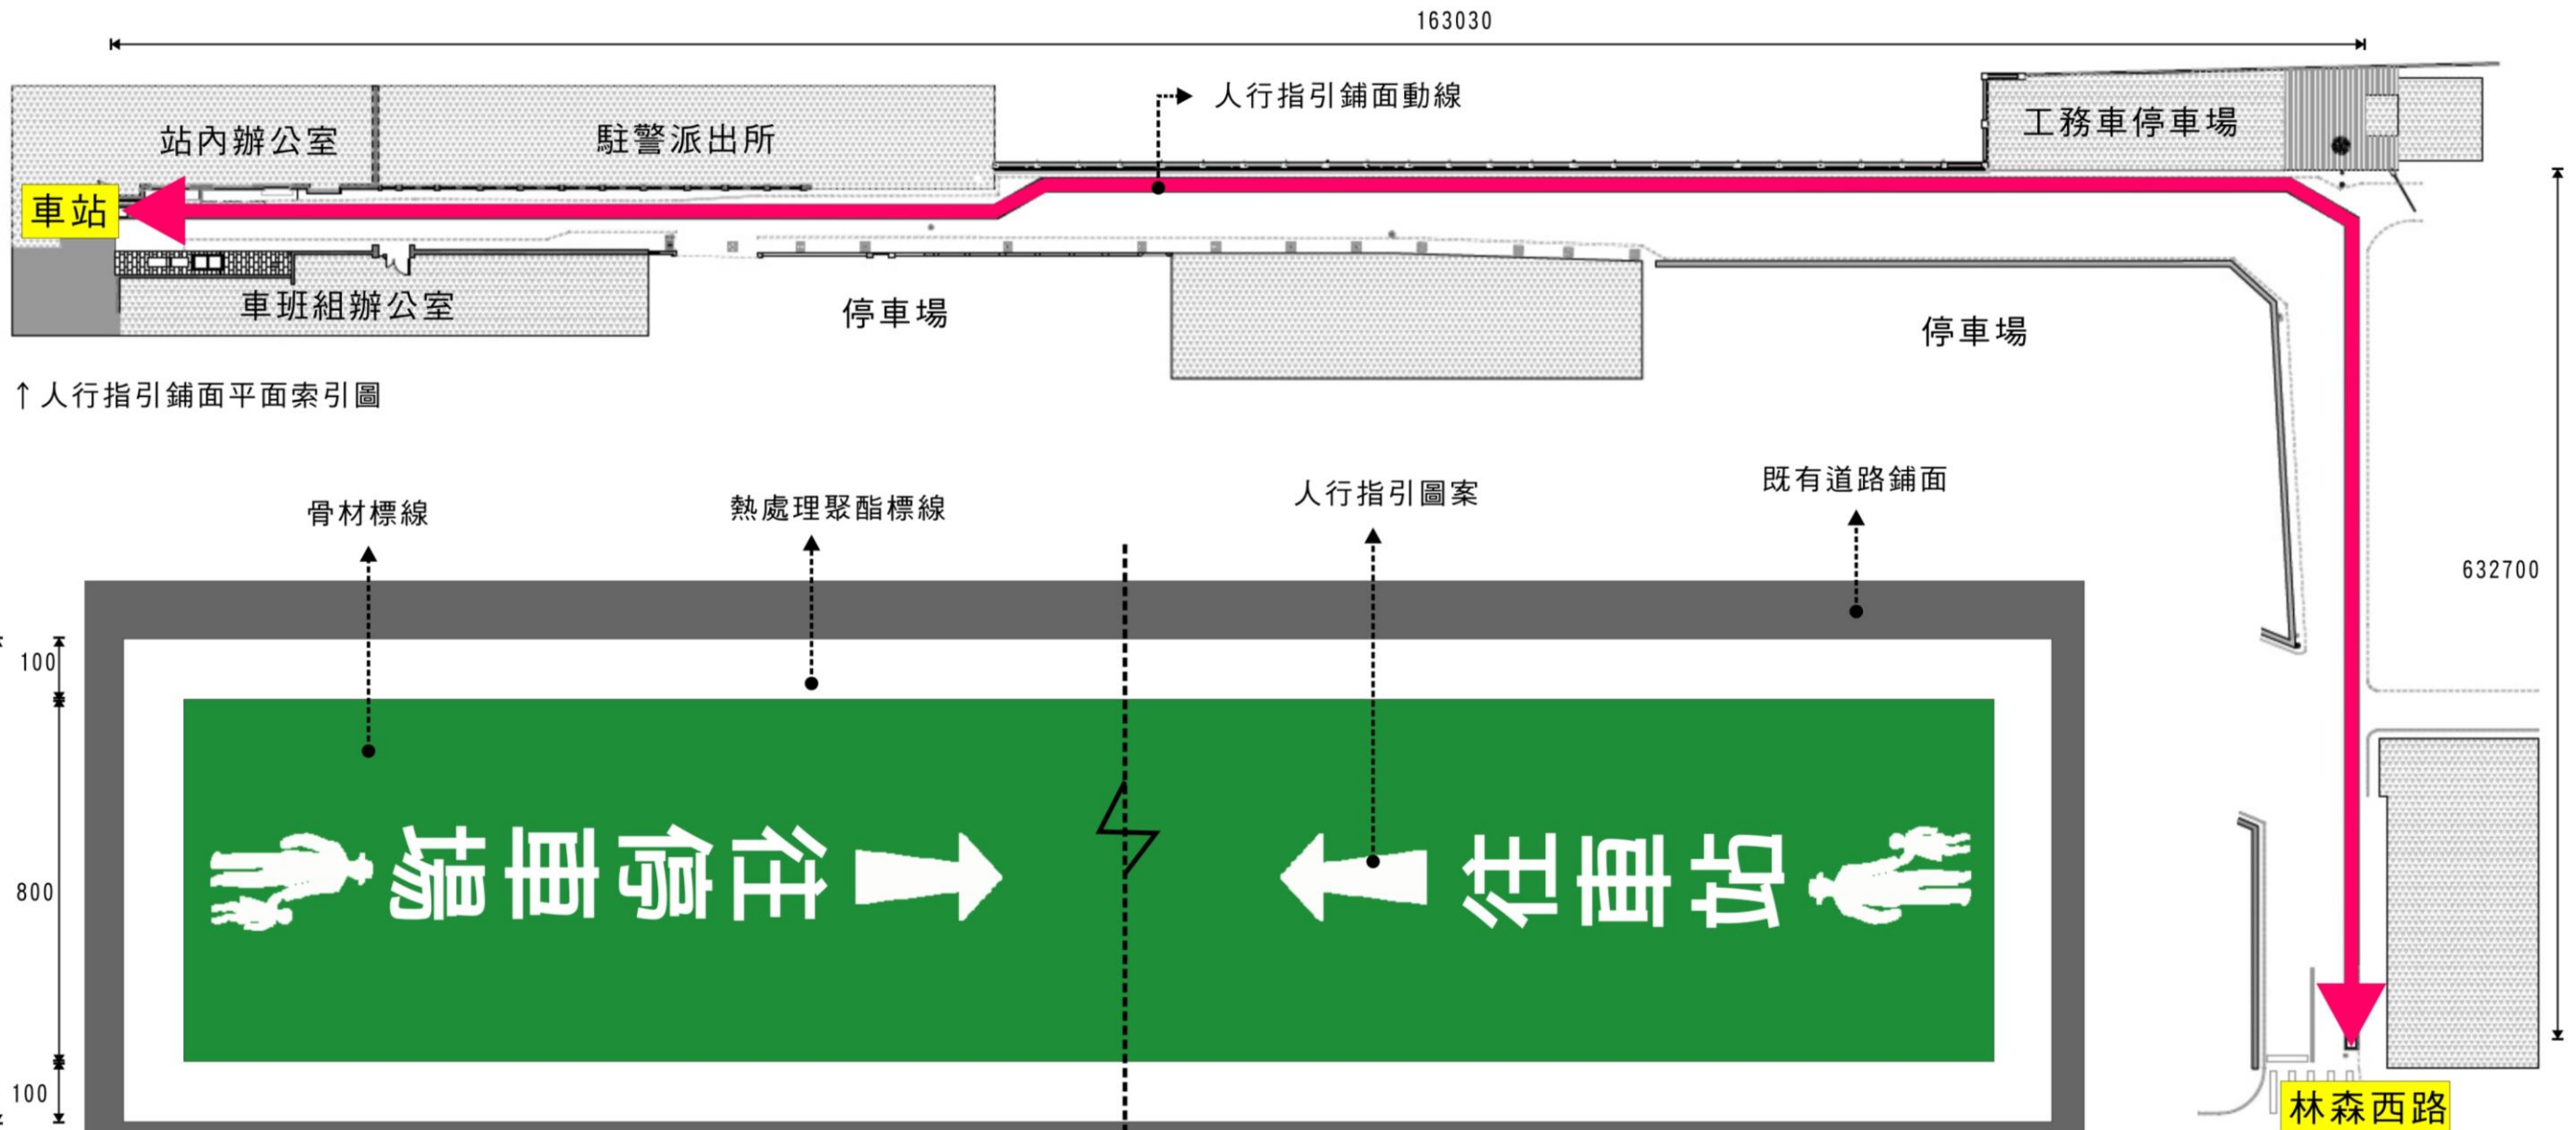 163030
人行指引鋪面動線
站內辦公室
駐警派出所
工務車停車場
車站
車班組辦公室
停車場
停車場
↑人行指引鋪面平面索引圖
骨材標線
熱處理聚酯標線
人行指引圖案
既有道路鋪面
632700
100
800
100
往停車場
往車站
林森西路